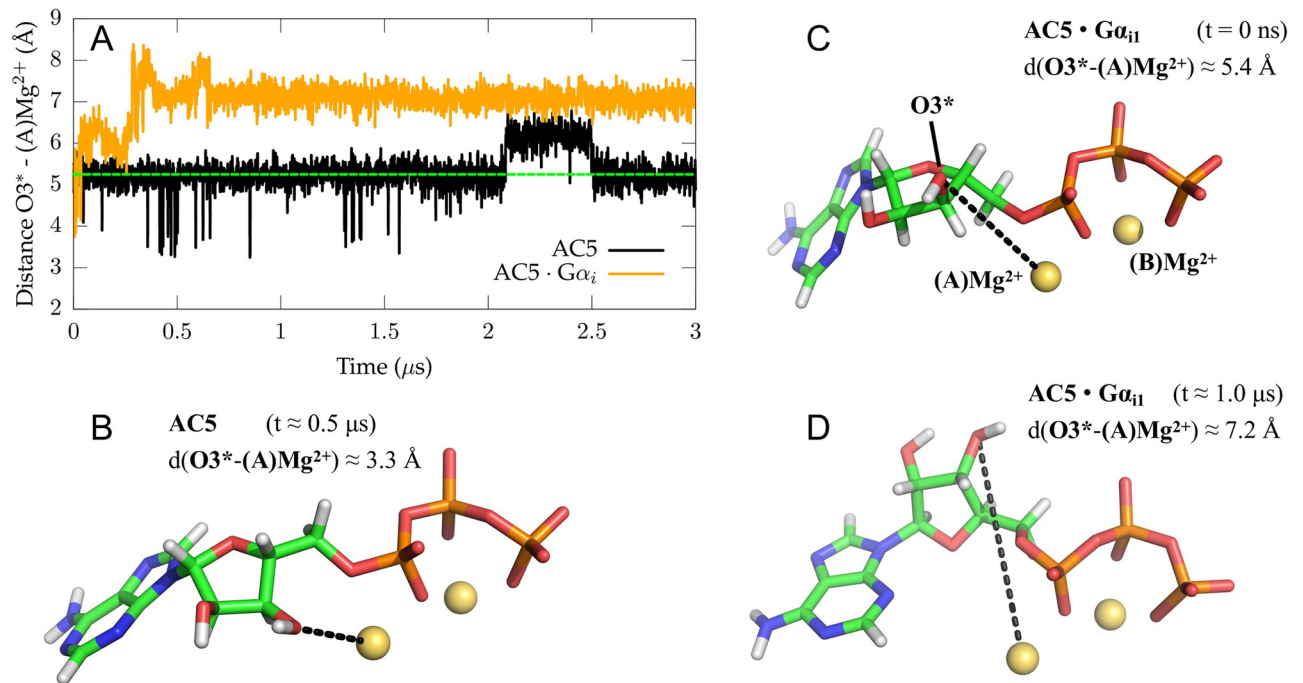 A
Distance O3* - (A)Mg²⁺ (Å)
9
8
7
6
5
4
3
2
0
0.5
1
1.5
2
2.5
3
Time (μs)
AC5
AC5 · Gαᵢ
B
AC5 (t ≈ 0.5 μs)
d(O3*-(A)Mg²⁺) ≈ 3.3 Å
C
AC5 • Gαᵢ₁ (t = 0 ns)
d(O3*-(A)Mg²⁺) ≈ 5.4 Å
O3*
(A)Mg²⁺
(B)Mg²⁺
D
AC5 • Gαᵢ₁ (t ≈ 1.0 μs)
d(O3*-(A)Mg²⁺) ≈ 7.2 Å